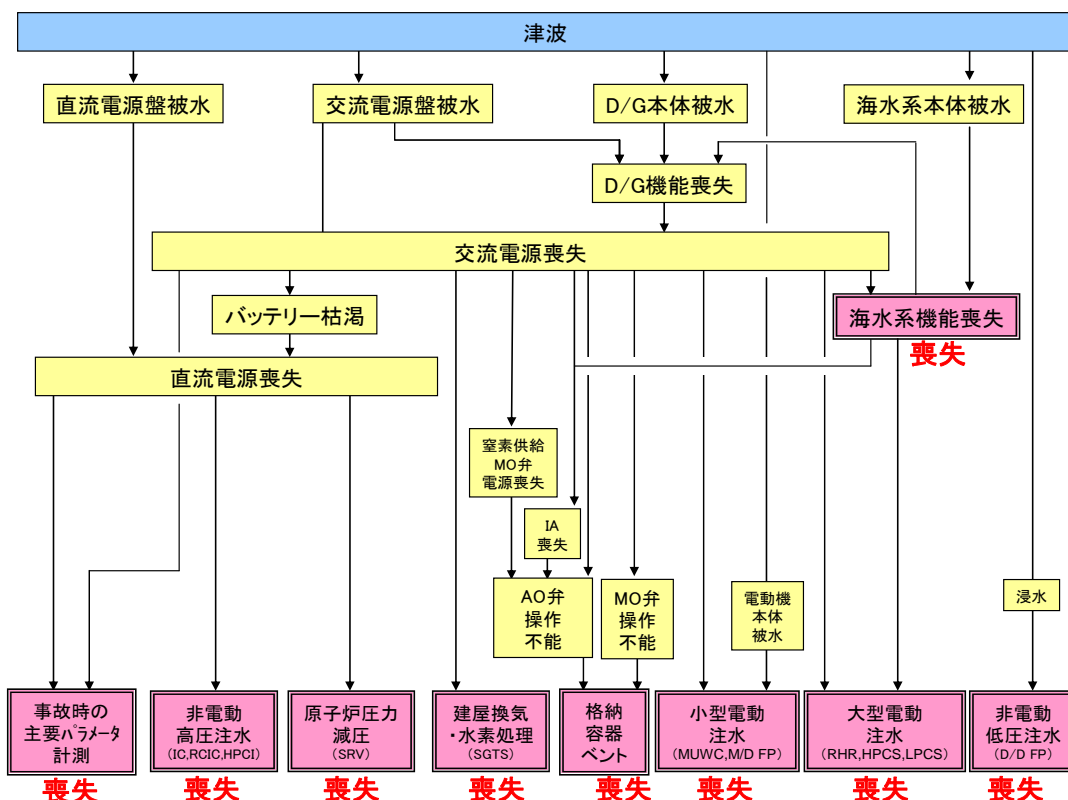 津波
直流電源盤被水
交流電源盤被水
D/G本体被水
海水系本体被水
D/G機能喪失
交流電源喪失
バッテリー枯渇
海水系機能喪失
喪失
直流電源喪失
窒素供給
MO弁
電源喪失
IA
喪失
AO弁
操作
不能
MO弁
操作
不能
電動機
本体
被水
浸水
事故時の
主要パラメータ
計測
喪失
非電動
高圧注水
(IC,RCIC,HPCI)
喪失
原子炉圧力
減圧
(SRV)
喪失
建屋換気
・水素処理
(SGTS)
喪失
格納
容器
ベント
喪失
小型電動
注水
(MUWC,M/D FP)
喪失
大型電動
注水
(RHR,HPCS,LPCS)
喪失
非電動
低圧注水
(D/D FP)
喪失